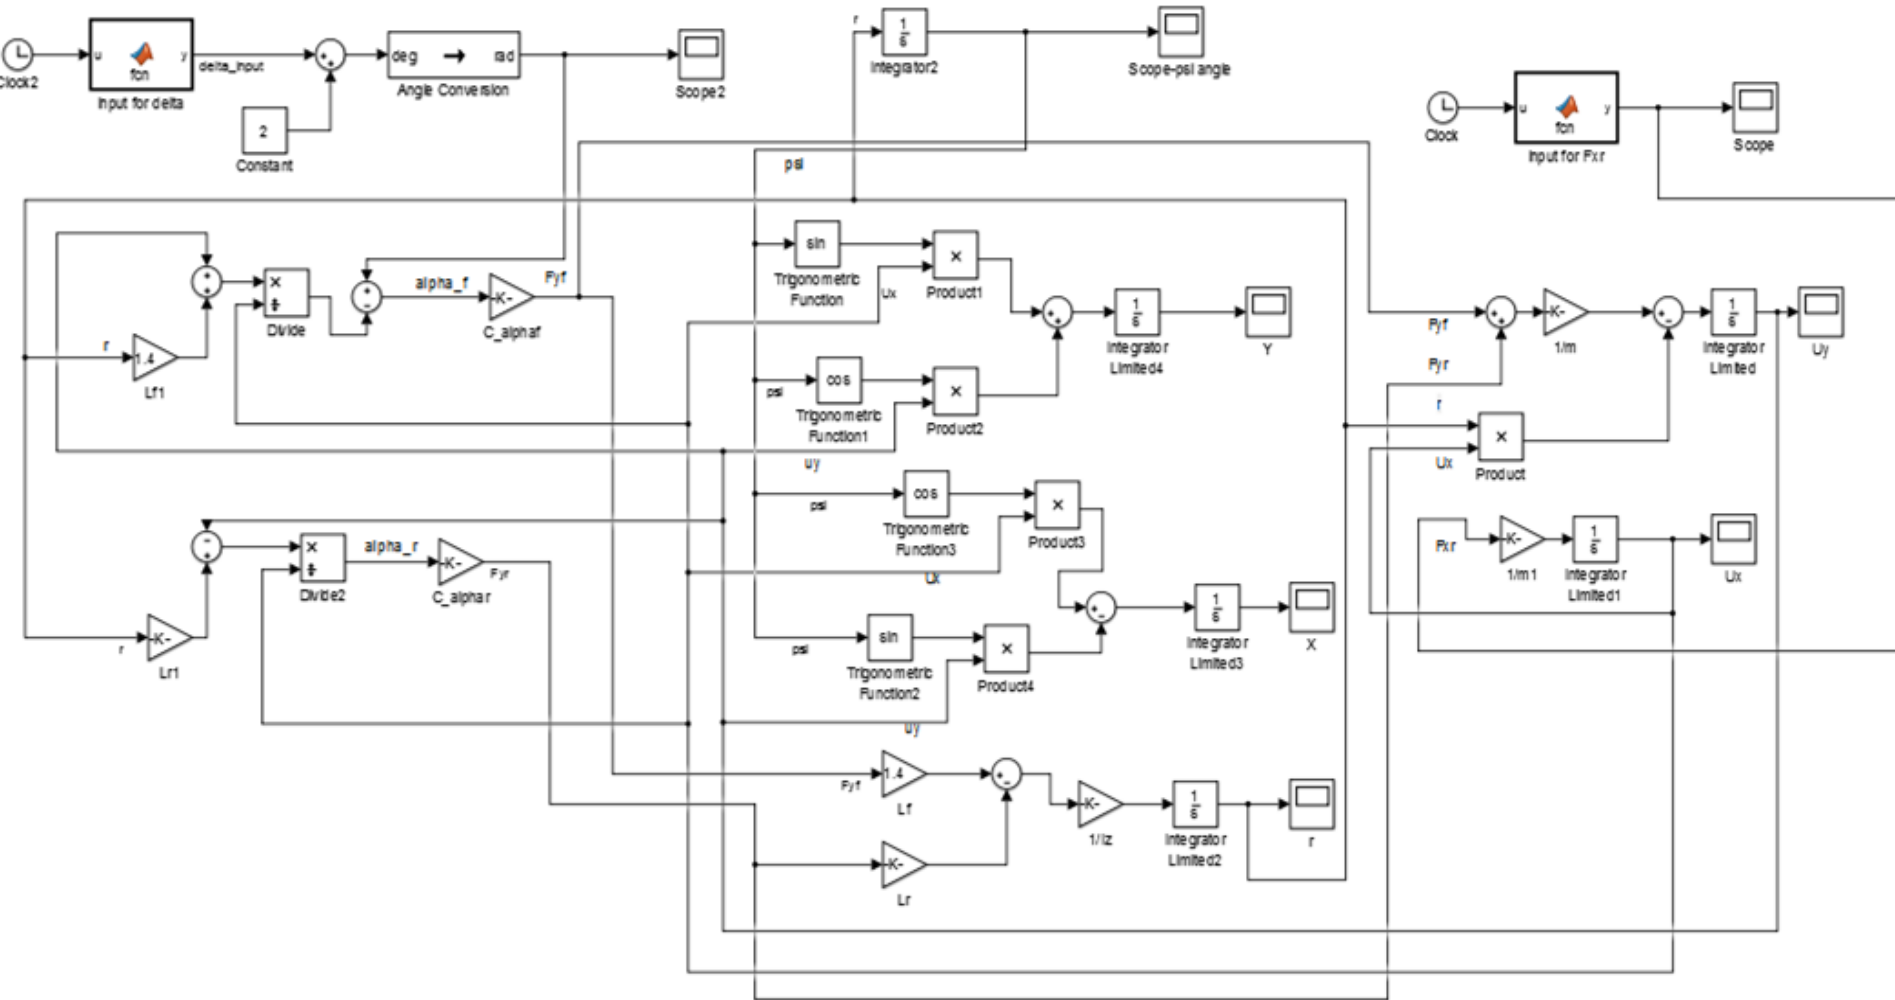 Clock2
u
fcn
y
Input for delta
delta_input
+
+
2
Constant
deg
rad
Angle Conversion
Scope2
r
1
s
Integrator2
Scope-psi angle
Clock
u
fcn
y
Input for Fxr
Scope
psi
sin
Trigonometric
Function
×
Product1
Ux
+
+
1
s
Integrator
Limited4
Y
+
+
×
÷
Divide
+
-
alpha_f
-K-
C_alphaf
Fyf
r
1.4
Lf1
psi
cos
Trigonometric
Function1
×
Product2
uy
Fyf
Fyr
+
+
-K-
1/m
+
-
1
s
Integrator
Limited
Uy
r
Ux
×
Product
psi
cos
Trigonometric
Function3
×
Product3
Ux
-
+
×
÷
Divide2
alpha_r
-K-
C_alphar
Fyr
r
-K-
Lr1
Fxr
-K-
1/m1
1
s
Integrator
Limited1
Ux
+
-
1
s
Integrator
Limited3
X
psi
sin
Trigonometric
Function2
×
Product4
uy
Fyf
1.4
Lf
+
-
-K-
1/Iz
1
s
Integrator
Limited2
r
-K-
Lr